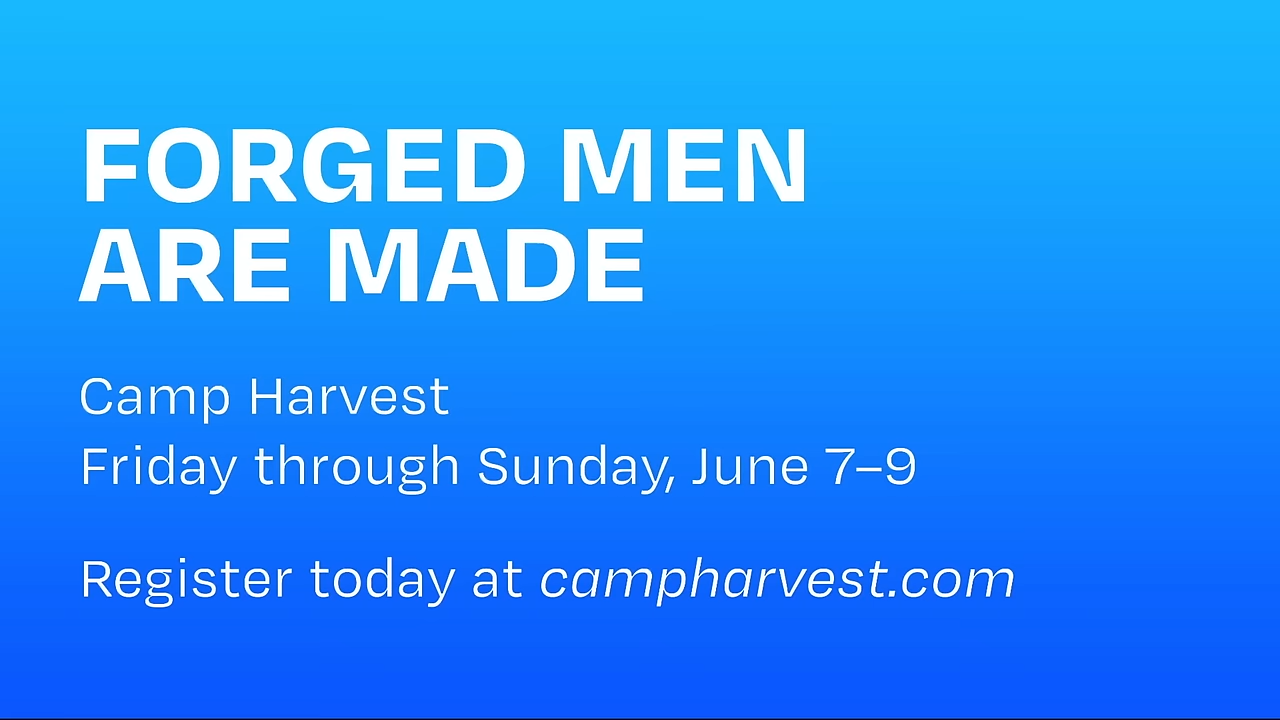 FORGED MEN
ARE MADE
Camp Harvest
Friday through Sunday, June 7–9
Register today at campharvest.com